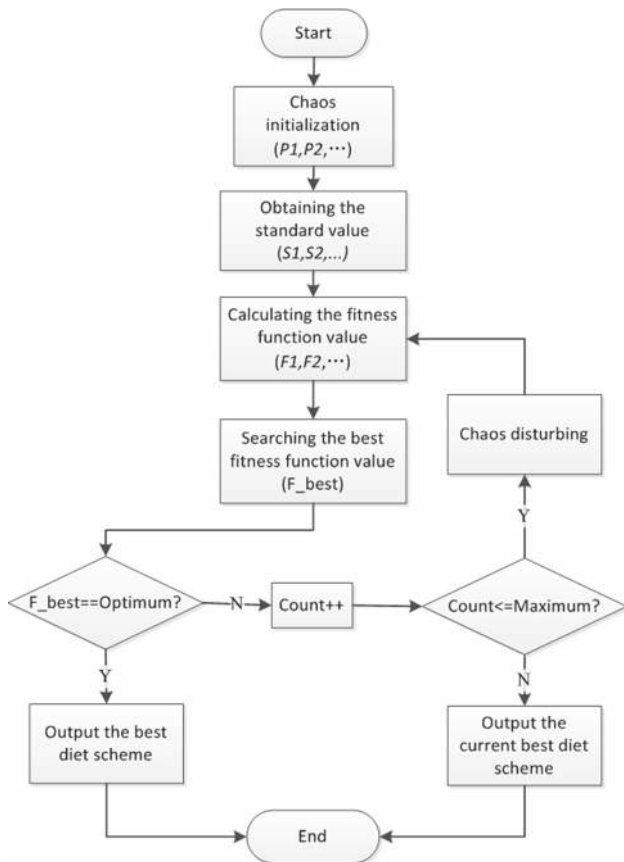 Start
Chaos
initialization
(P1,P2,···)
Obtaining the
standard value
(S1,S2,...)
Calculating the fitness
function value
(F1,F2,···)
Searching the best
fitness function value
(F_best)
Chaos disturbing
Y
F_best==Optimum?
N
Count++
Count<=Maximum?
Y
N
Output the best
diet scheme
Output the
current best diet
scheme
End